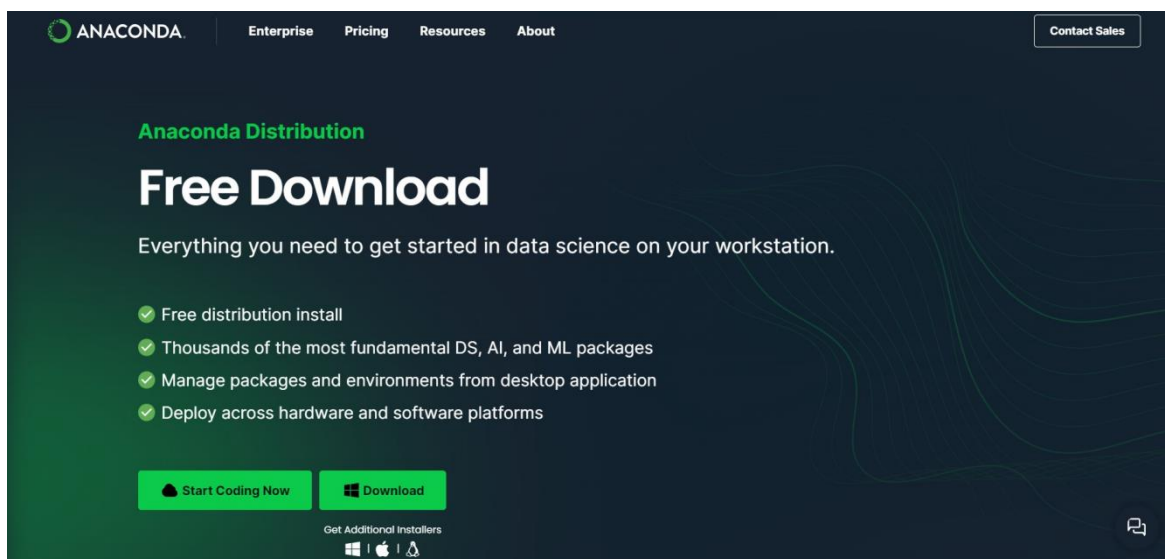 ANACONDA.
Enterprise Pricing Resources About
Contact Sales
Anaconda Distribution
Free Download
Everything you need to get started in data science on your workstation.
Free distribution install
Thousands of the most fundamental DS, AI, and ML packages
Manage packages and environments from desktop application
Deploy across hardware and software platforms
Start Coding Now
Download
Get Additional Installers